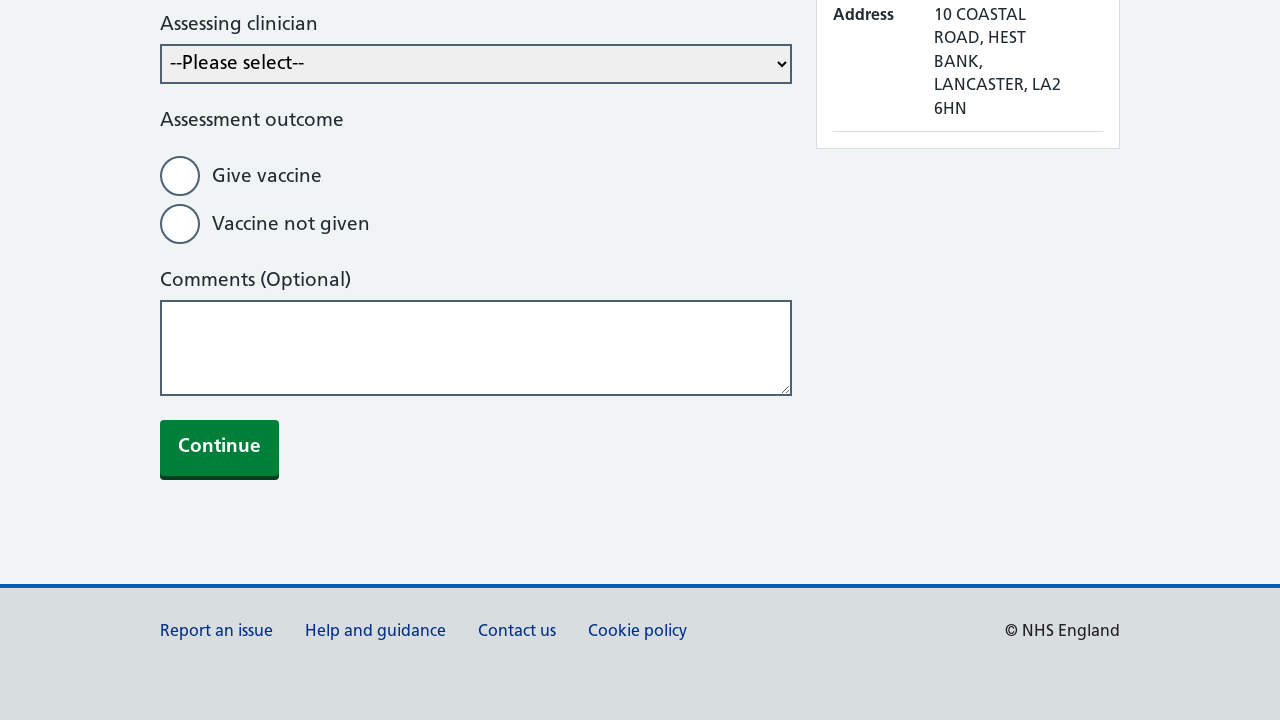 Assessing clinician
--Please select--
Assessment outcome
Give vaccine
Vaccine not given
Comments (Optional)
Continue
Address
10 COASTAL
ROAD, HEST
BANK,
LANCASTER, LA2
6HN
Report an issue
Help and guidance
Contact us
Cookie policy
© NHS England